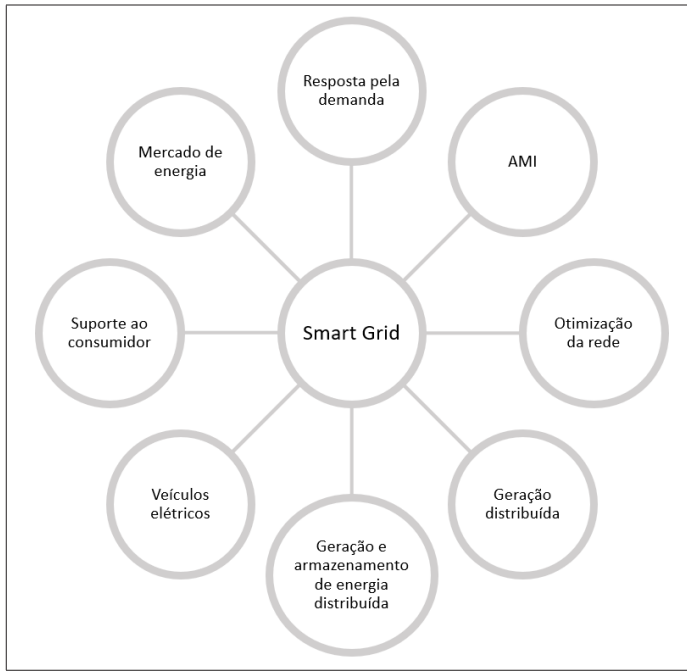 Resposta pela
demanda
AMI
Otimização
da rede
Geração
distribuída
Geração e
armazenamento
de energia
distribuída
Veículos
elétricos
Suporte ao
consumidor
Mercado de
energia
Smart Grid